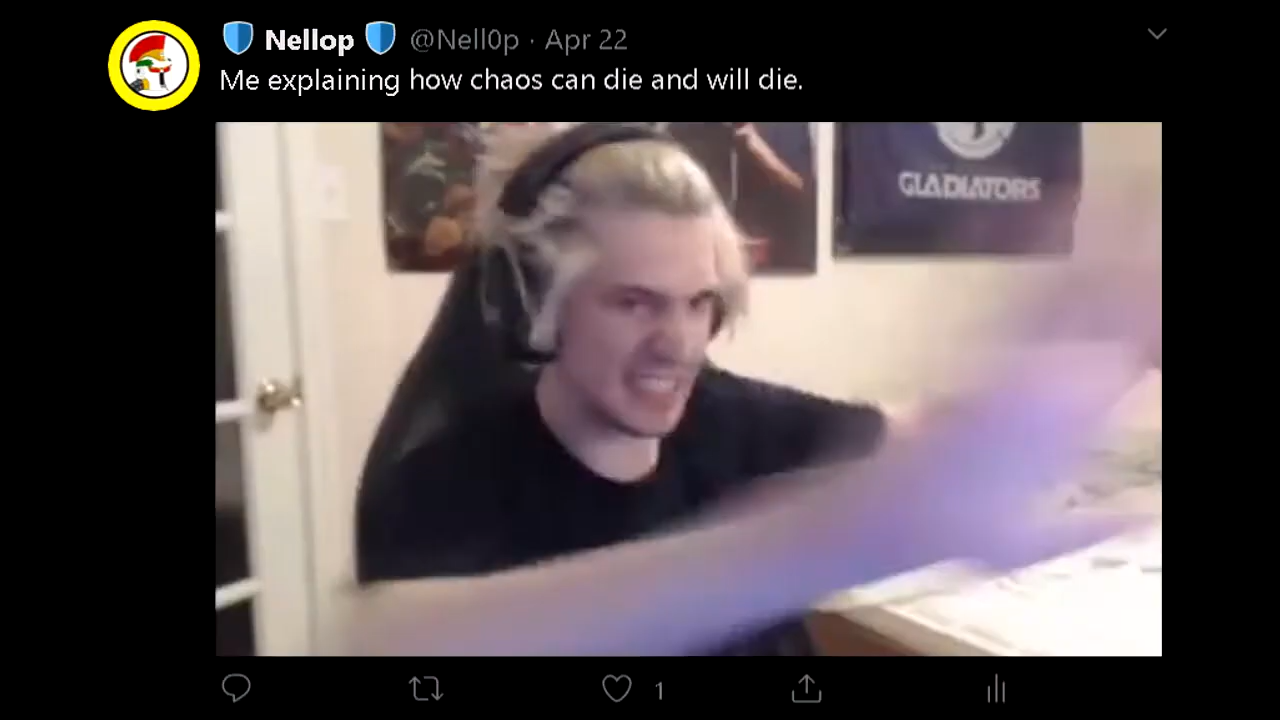 🛡 Nellop 🛡 @Nell0p · Apr 22
Me explaining how chaos can die and will die.
GLADIATORS
1